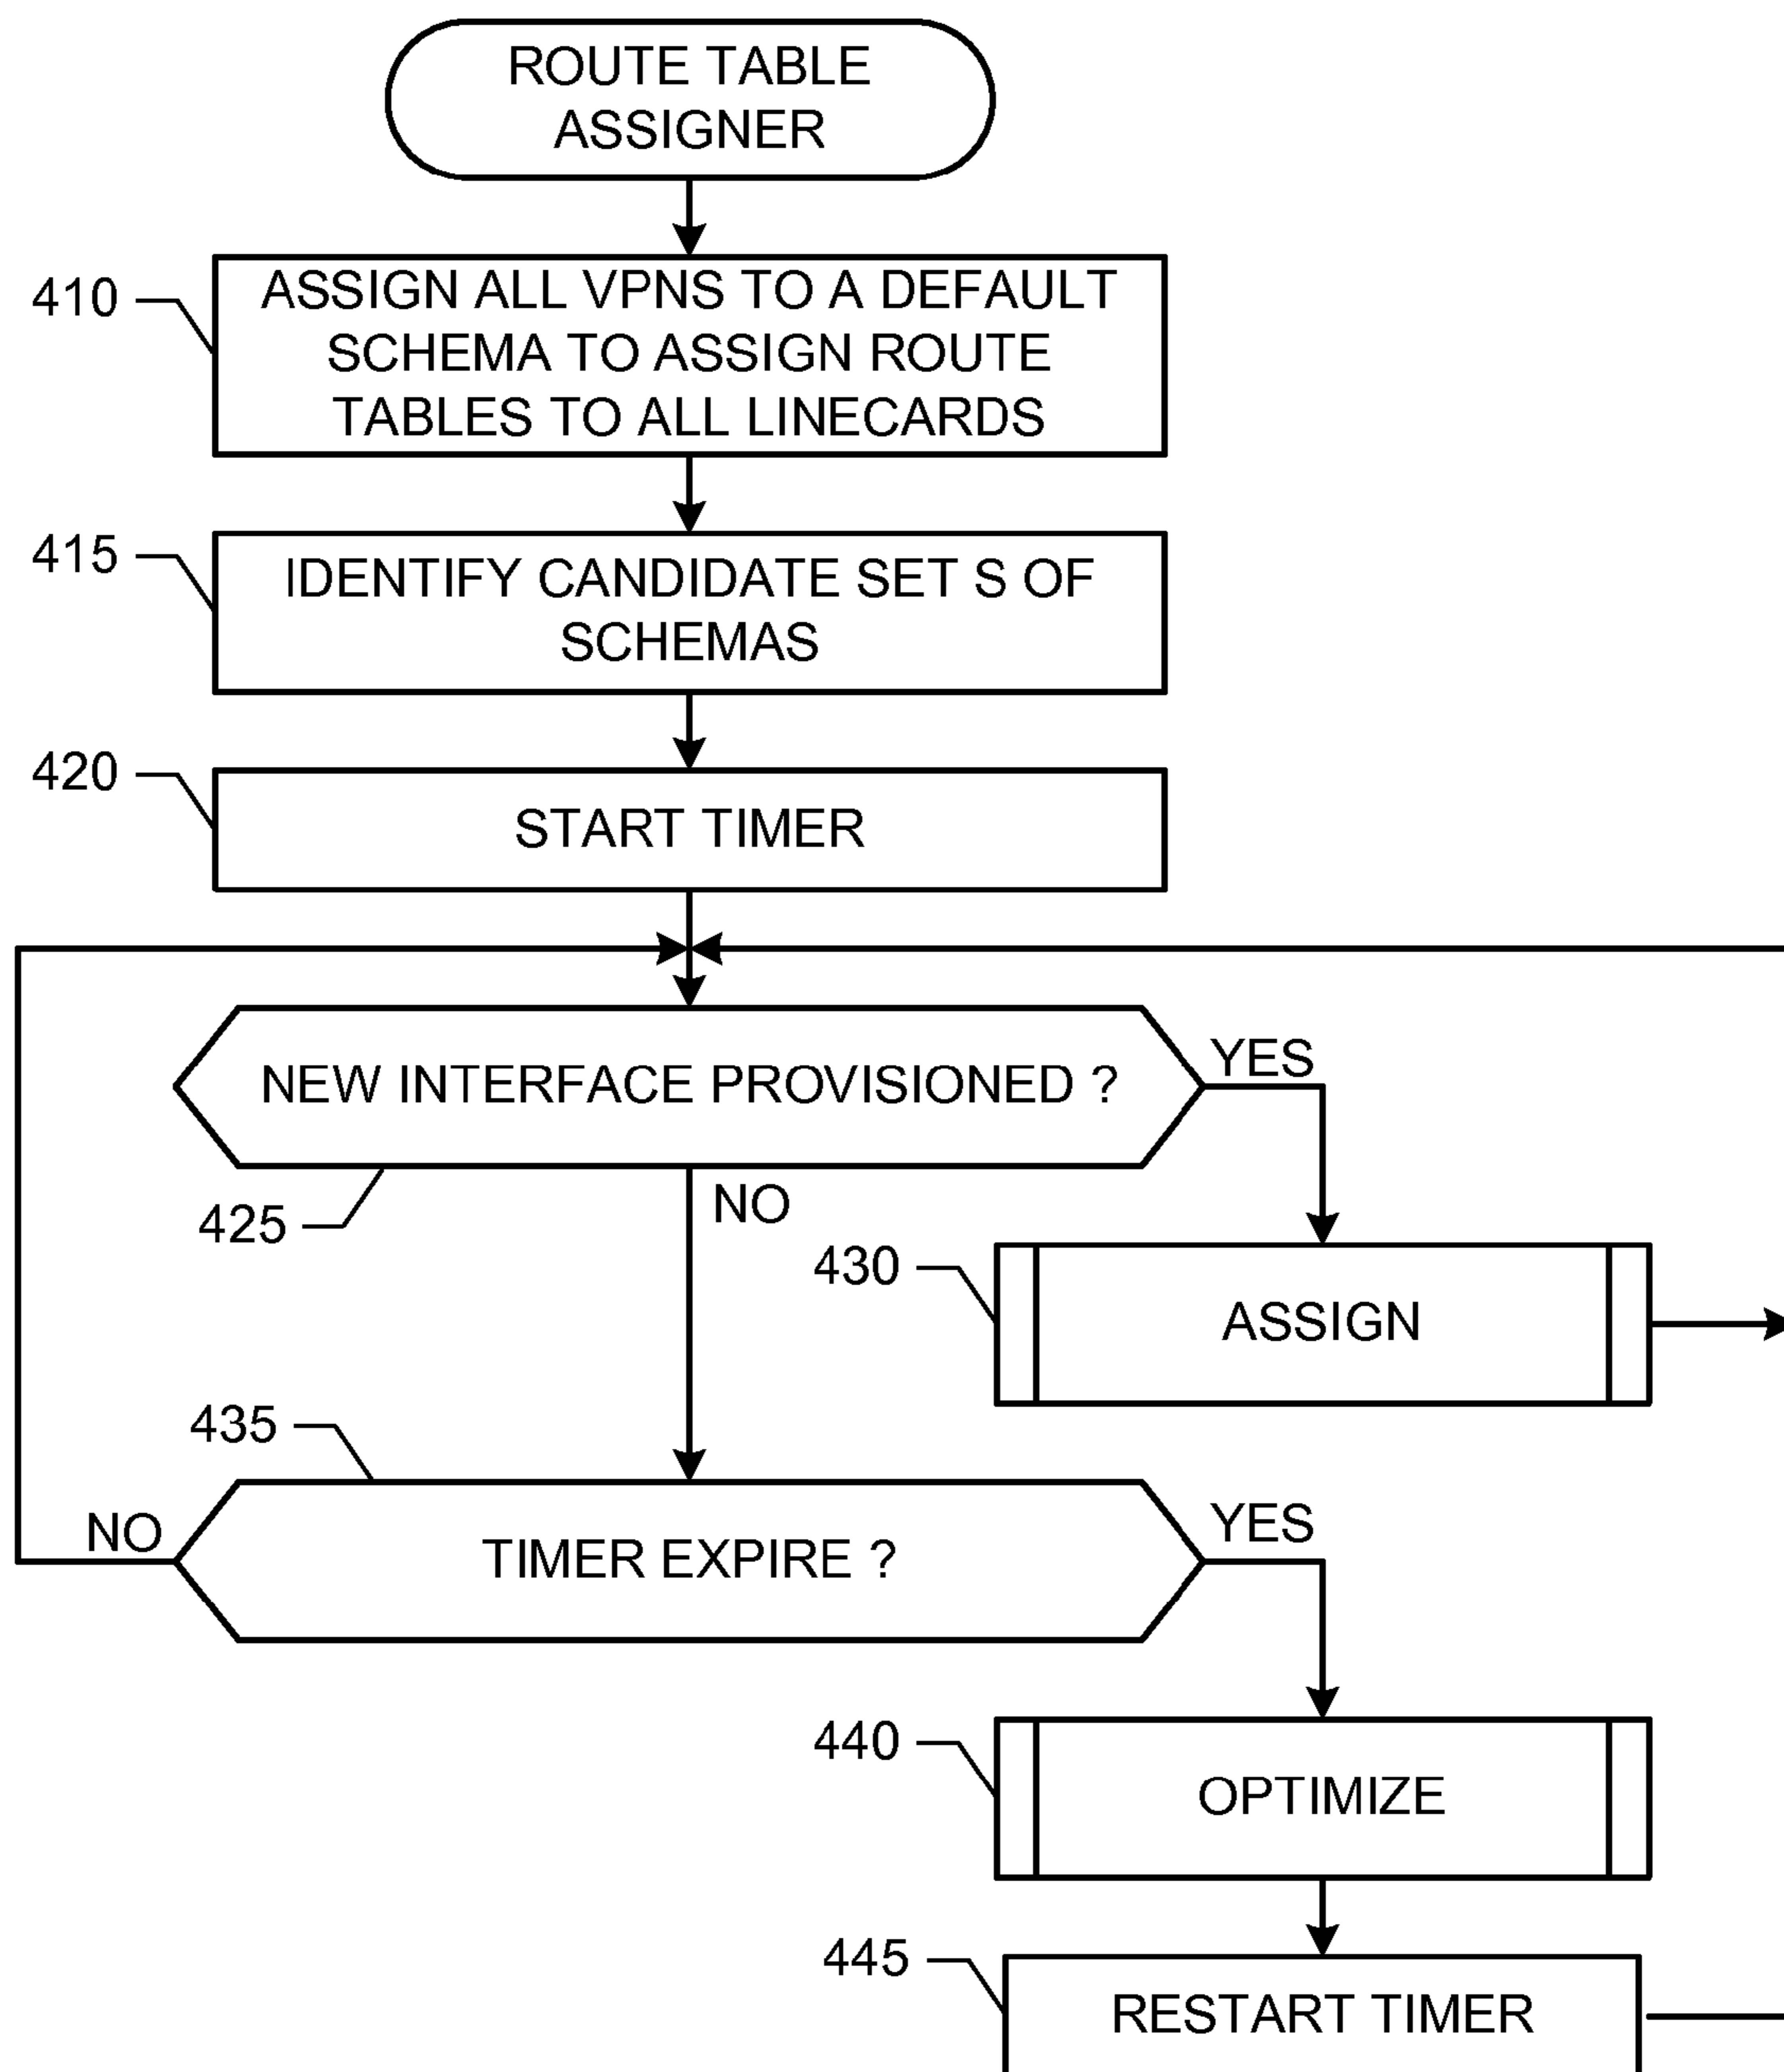 ROUTE TABLE
ASSIGNER
410
ASSIGN ALL VPNS TO A DEFAULT
SCHEMA TO ASSIGN ROUTE
TABLES TO ALL LINECARDS
415
IDENTIFY CANDIDATE SET S OF
SCHEMAS
420
START TIMER
NEW INTERFACE PROVISIONED ?
YES
425
NO
430
ASSIGN
435
NO
TIMER EXPIRE ?
YES
440
OPTIMIZE
445
RESTART TIMER